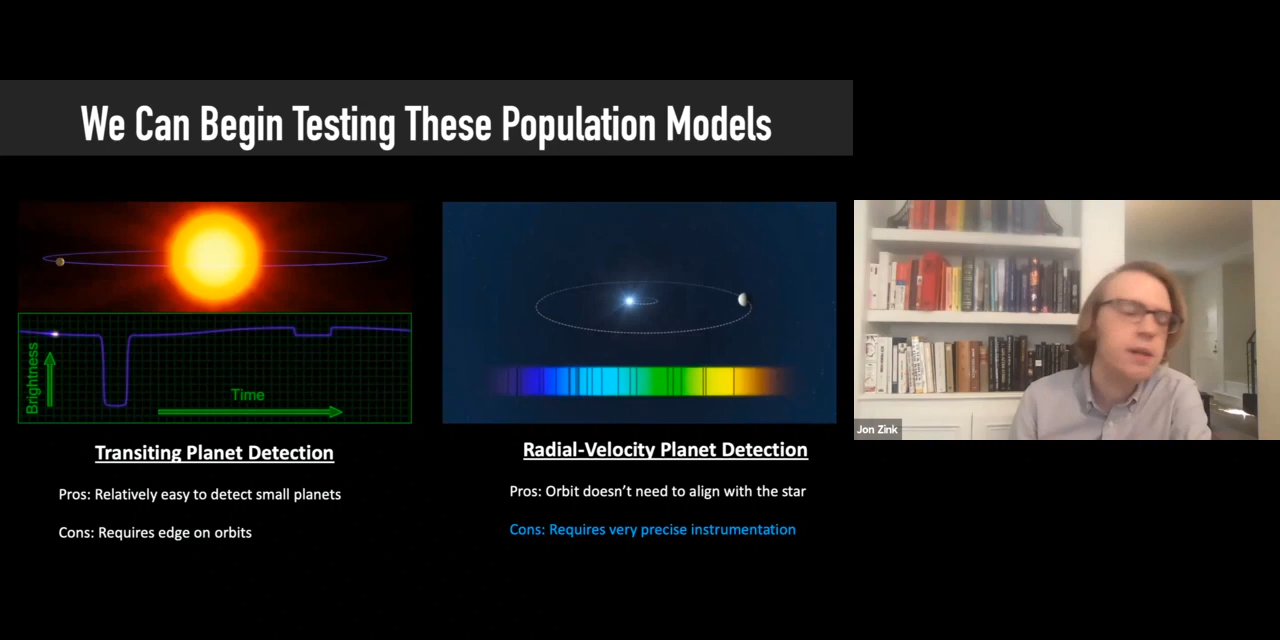 We Can Begin Testing These Population Models
Brightness
Time
Transiting Planet Detection
Pros: Relatively easy to detect small planets
Cons: Requires edge on orbits
Radial-Velocity Planet Detection
Pros: Orbit doesn’t need to align with the star
Cons: Requires very precise instrumentation
Jon Zink